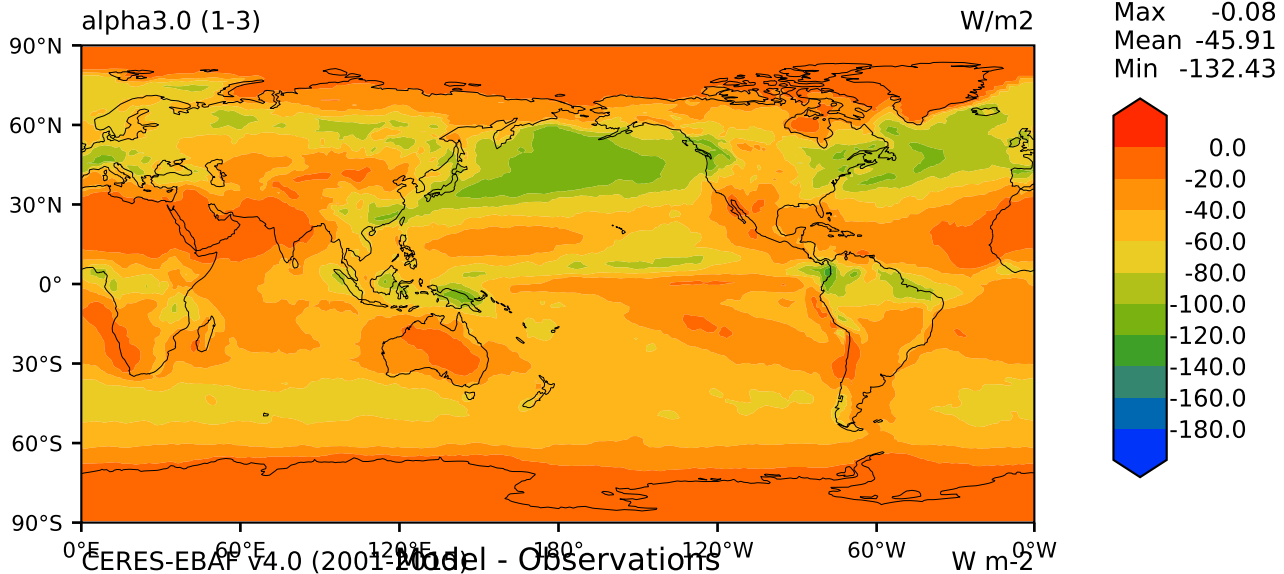 alpha3.0 (1-3) W/m2
Max -0.08
Mean -45.91
Min -132.43
90°N
60°N
30°N
0°
30°S
60°S
90°S
0°E 60°E 120°E 180° 120°W 60°W 0°W
0.0
-20.0
-40.0
-60.0
-80.0
-100.0
-120.0
-140.0
-160.0
-180.0
CERES-EBAF v4.0 (2001-2015) Model - Observations W m-2